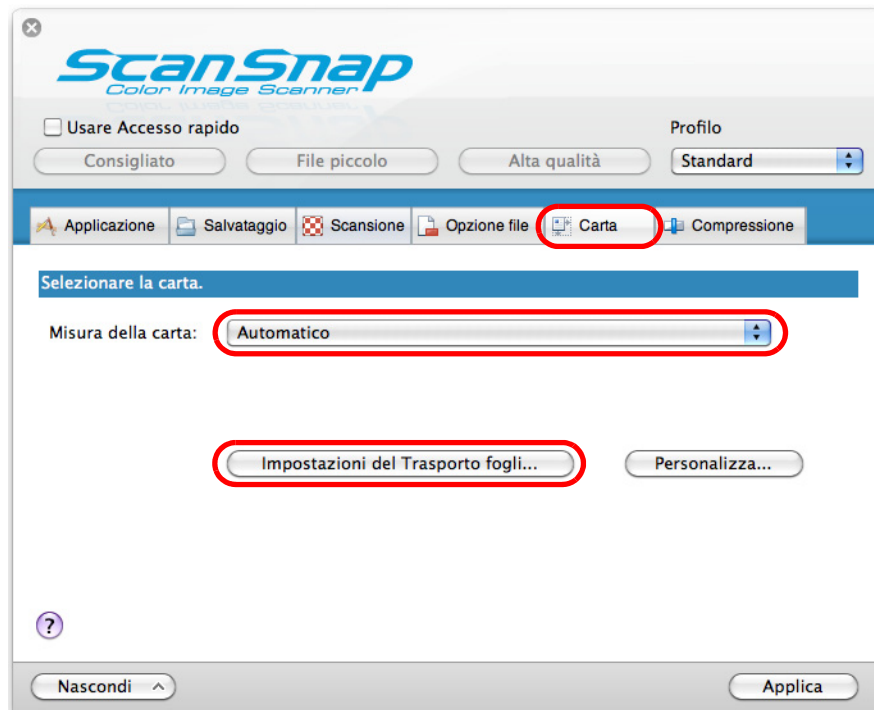 ScanSnap
Color Image Scanner
Usare Accesso rapido
Profilo
Consigliato File piccolo Alta qualità Standard
Applicazione Salvataggio Scansione Opzione file Carta Compressione
Selezionare la carta.
Misura della carta: Automatico
Impostazioni del Trasporto fogli... Personalizza...
?
Nascondi Applica